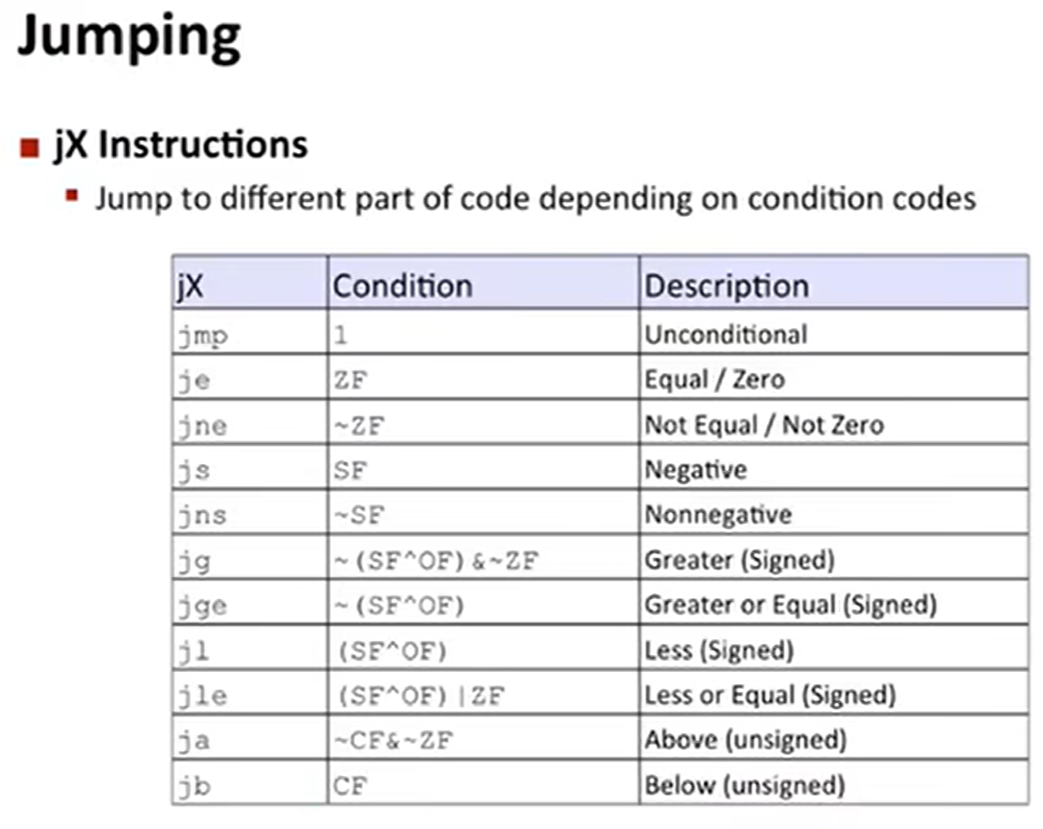 Jumping
jX Instructions
Jump to different part of code depending on condition codes
jX Condition Description
jmp 1 Unconditional
je ZF Equal / Zero
jne ~ZF Not Equal / Not Zero
js SF Negative
jns ~SF Nonnegative
jg ~(SF^OF)&~ZF Greater (Signed)
jge ~(SF^OF) Greater or Equal (Signed)
jl (SF^OF) Less (Signed)
jle (SF^OF)|ZF Less or Equal (Signed)
ja ~CF&~ZF Above (unsigned)
jb CF Below (unsigned)